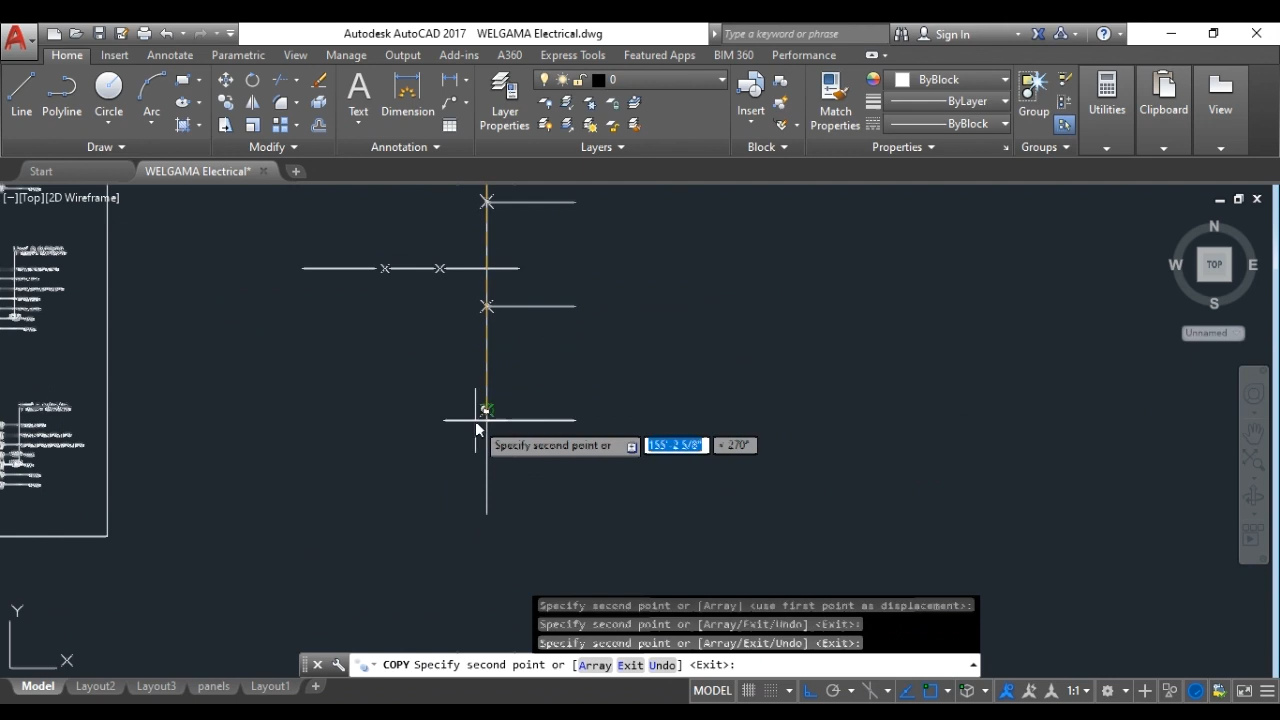 A
Autodesk AutoCAD 2017 WELGAMA Electrical.dwg
Type a keyword or phrase
Sign In
Home Insert Annotate Parametric View Manage Output Add-ins A360 Express Tools Featured Apps BIM 360 Performance
Line Polyline Circle Arc
A
Text Dimension
Layer
Properties
0
Insert
Match
Properties
ByBlock
ByLayer
ByBlock
Group
Utilities Clipboard View
Draw Modify Annotation Layers Block Properties Groups
Start WELGAMA Electrical*
[−][Top][2D Wireframe]
N
W TOP E
S
Unnamed
Specify second point or 155'-2 5/8" < 270°
Y
X
Specify second point or [Array] <use first point as displacement>:
Specify second point or [Array/Exit/Undo] <Exit>:
Specify second point or [Array/Exit/Undo] <Exit>:
COPY Specify second point or [Array Exit Undo] <Exit>:
Model Layout2 Layout3 panels Layout1
MODEL 1:1